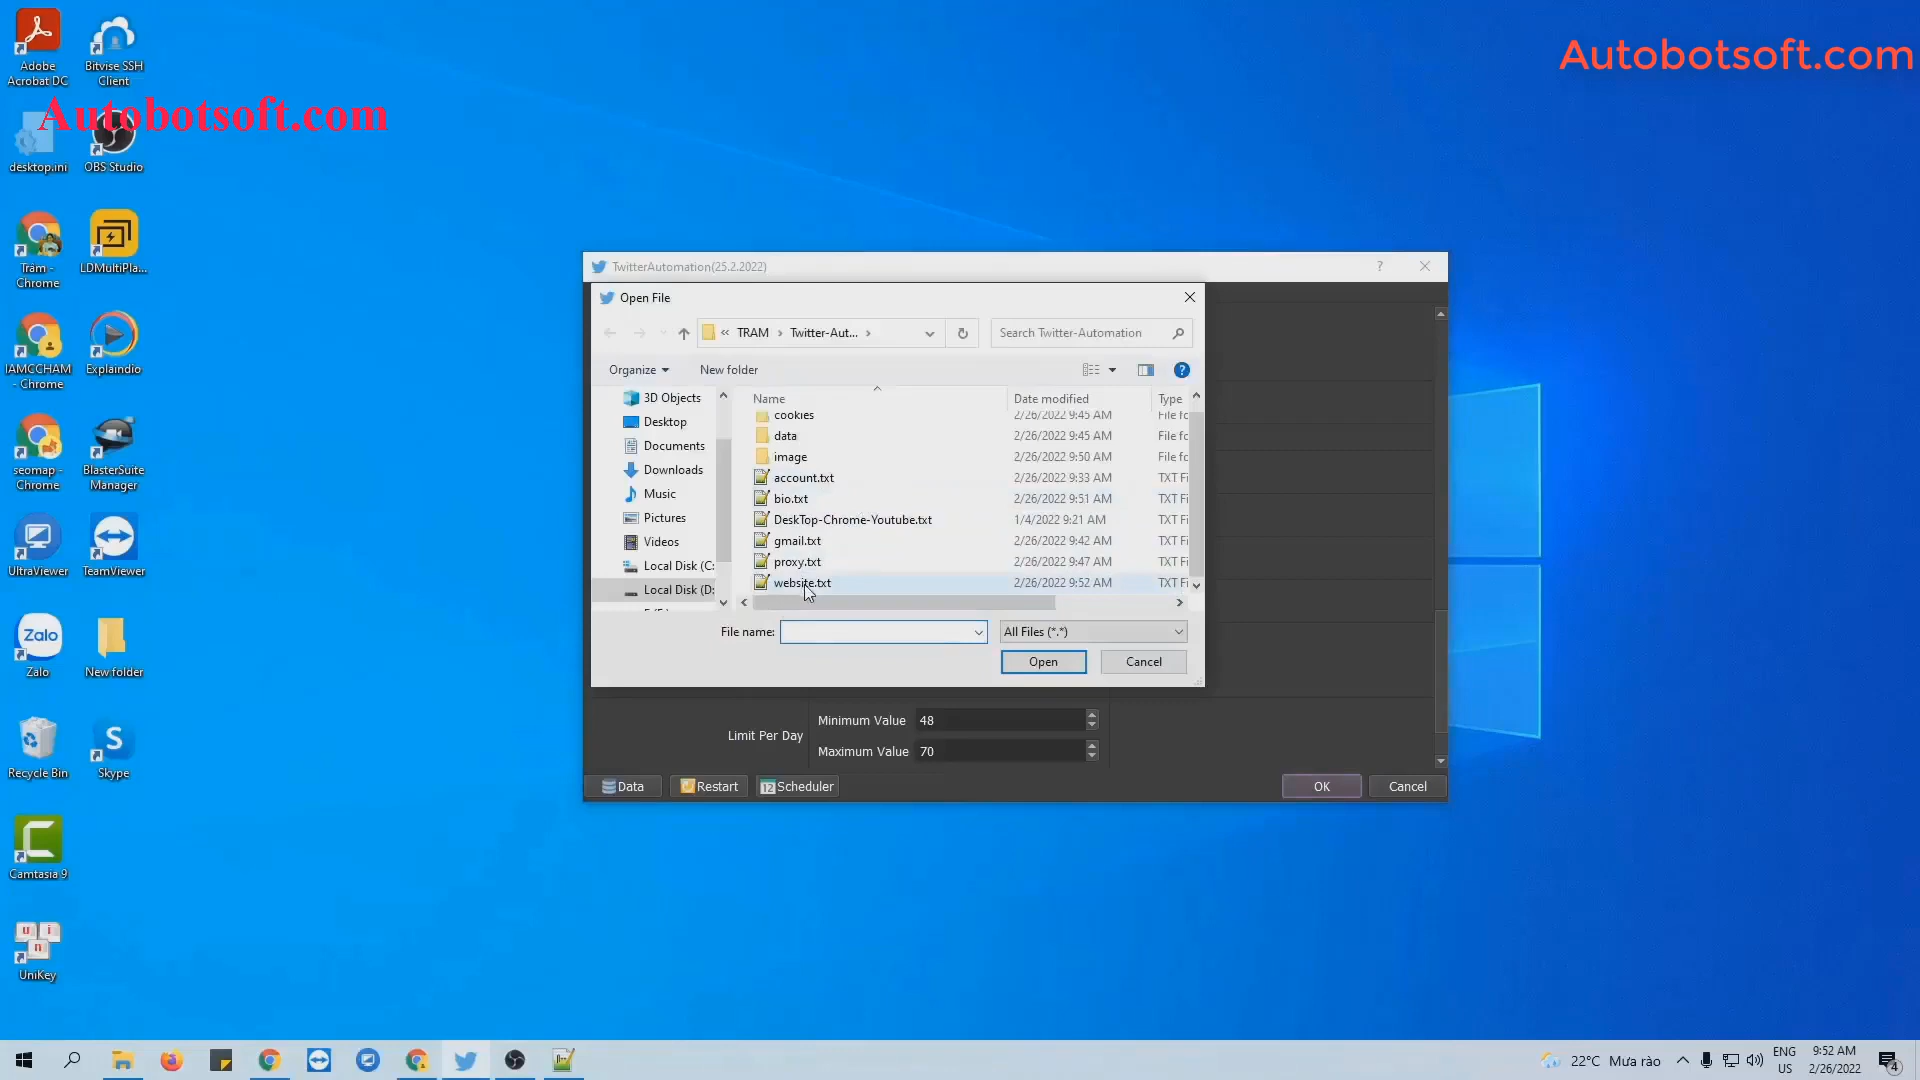 Adobe
Acrobat DC
Bitvise SSH
Client
Autobotsoft.com
Autobotsoft.com
desktop.ini
OBS Studio
Trâm -
Chrome
LDMultiPla...
IAMCCHAM
- Chrome
Explaindio
seomap -
Chrome
BlasterSuite
Manager
UltraViewer
TeamViewer
Zalo
Zalo
New folder
Recycle Bin
Skype
Camtasia 9
UniKey
TwitterAutomation(25.2.2022)
?
Open File
« TRAM › Twitter-Aut... ›
Search Twitter-Automation
Organize
New folder
?
3D Objects
Desktop
Documents
Downloads
Music
Pictures
Videos
Local Disk (C:
Local Disk (D:
Name Date modified Type
cookies 2/26/2022 9:45 AM File fc
data 2/26/2022 9:45 AM File fc
image 2/26/2022 9:50 AM File fc
account.txt 2/26/2022 9:33 AM TXT Fi
bio.txt 2/26/2022 9:51 AM TXT Fi
DeskTop-Chrome-Youtube.txt 1/4/2022 9:21 AM TXT Fi
gmail.txt 2/26/2022 9:42 AM TXT Fi
proxy.txt 2/26/2022 9:47 AM TXT Fi
website.txt 2/26/2022 9:52 AM TXT Fi
File name:
All Files (*.*)
Open
Cancel
Limit Per Day
Minimum Value 48
Maximum Value 70
Data
Restart
12 Scheduler
OK
Cancel
22°C Mưa rào
ENG
US
9:52 AM
2/26/2022
4